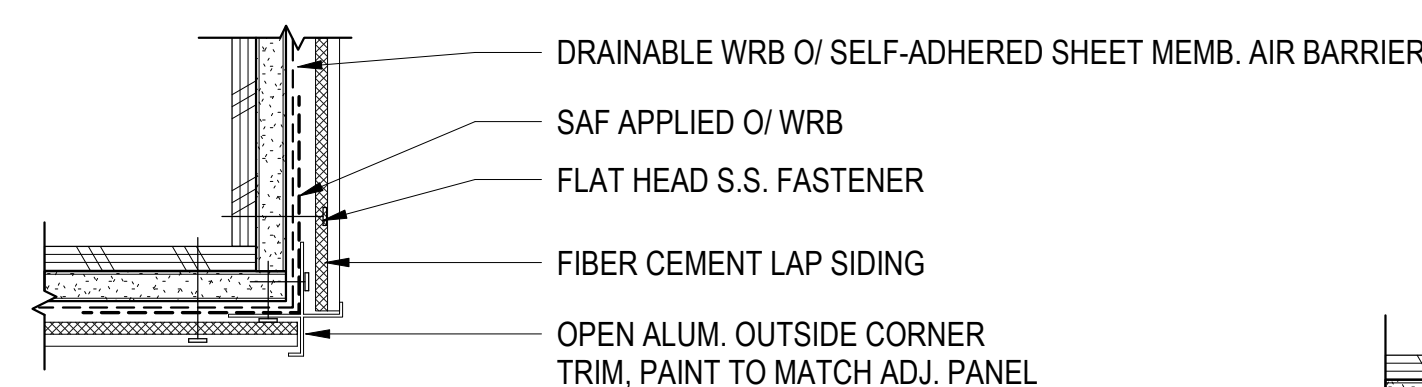 DRAINABLE WRB O/ SELF-ADHERED SHEET MEMB. AIR BARRIER
SAF APPLIED O/ WRB
FLAT HEAD S.S. FASTENER
FIBER CEMENT LAP SIDING
OPEN ALUM. OUTSIDE CORNER
TRIM, PAINT TO MATCH ADJ. PANEL